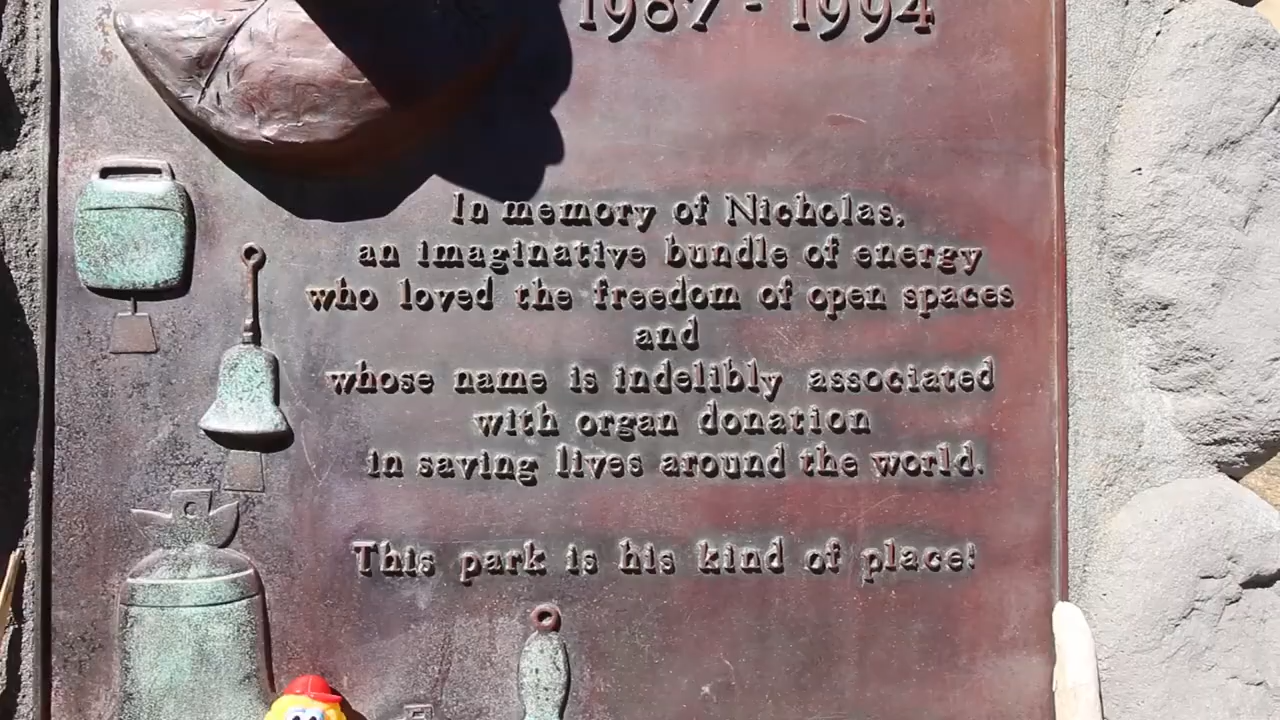 1987 - 1994
In memory of Nicholas,
an imaginative bundle of energy
who loved the freedom of open spaces
and
whose name is indelibly associated
with organ donation
in saving lives around the world.
This park is his kind of place!